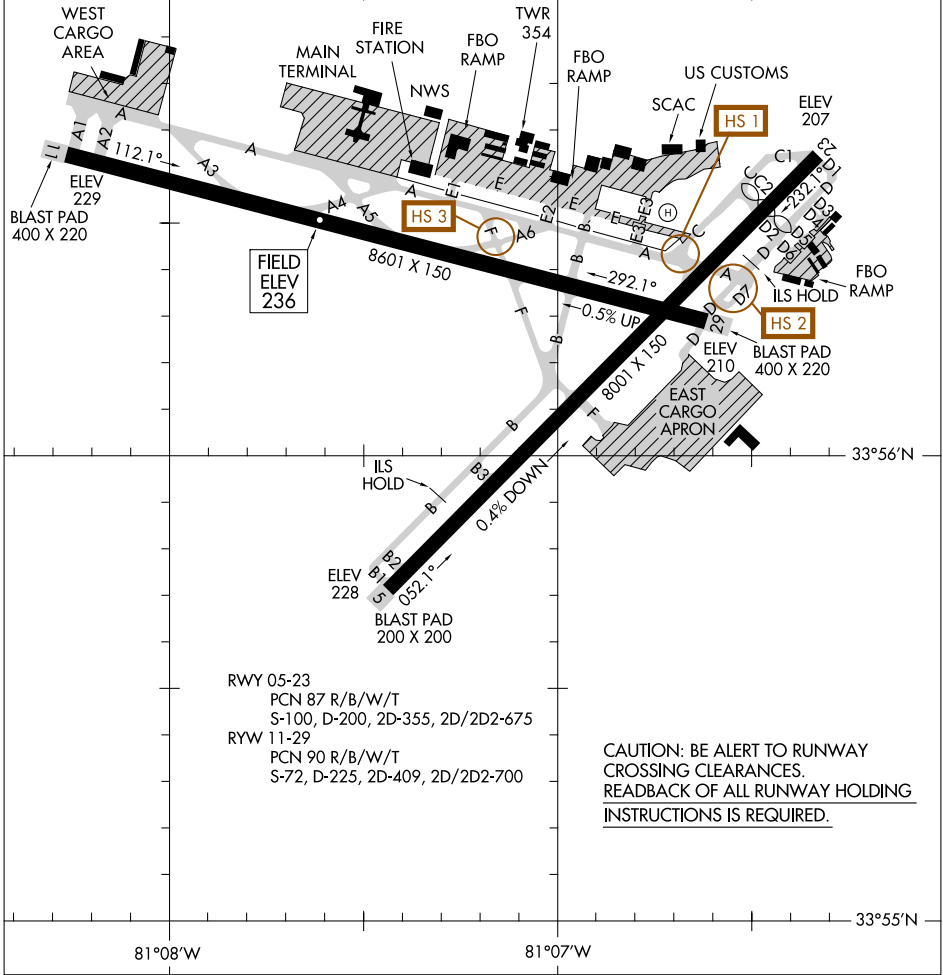 WEST
CARGO
AREA
MAIN
TERMINAL
FIRE
STATION
NWS
FBO
RAMP
TWR
354
FBO
RAMP
SCAC
US CUSTOMS
HS 1
ELEV
207
23
A
A1
A2
11
112.1°
ELEV
229
BLAST PAD
400 X 220
A
A3
A4
A5
A
E1
E
E2
E
E
E3
E3
H
C
C
C2
C1
232.1°
D1
D
D3
D4
D2
D6
D5
D
FBO
RAMP
ILS HOLD
HS 3
F
A6
B
A
A
D7
HS 2
D
D
29
FIELD
ELEV
236
8601 X 150
292.1°
0.5% UP
B
F
B
ELEV
210
BLAST PAD
400 X 220
8001 X 150
EAST
CARGO
APRON
F
B
B3
0.4% DOWN
33°56'N
ILS
HOLD
B
B2
B1
5
052.1°
ELEV
228
BLAST PAD
200 X 200
RWY 05-23
PCN 87 R/B/W/T
S-100, D-200, 2D-355, 2D/2D2-675
RYW 11-29
PCN 90 R/B/W/T
S-72, D-225, 2D-409, 2D/2D2-700
CAUTION: BE ALERT TO RUNWAY
CROSSING CLEARANCES.
READBACK OF ALL RUNWAY HOLDING
INSTRUCTIONS IS REQUIRED.
33°55'N
81°08'W
81°07'W